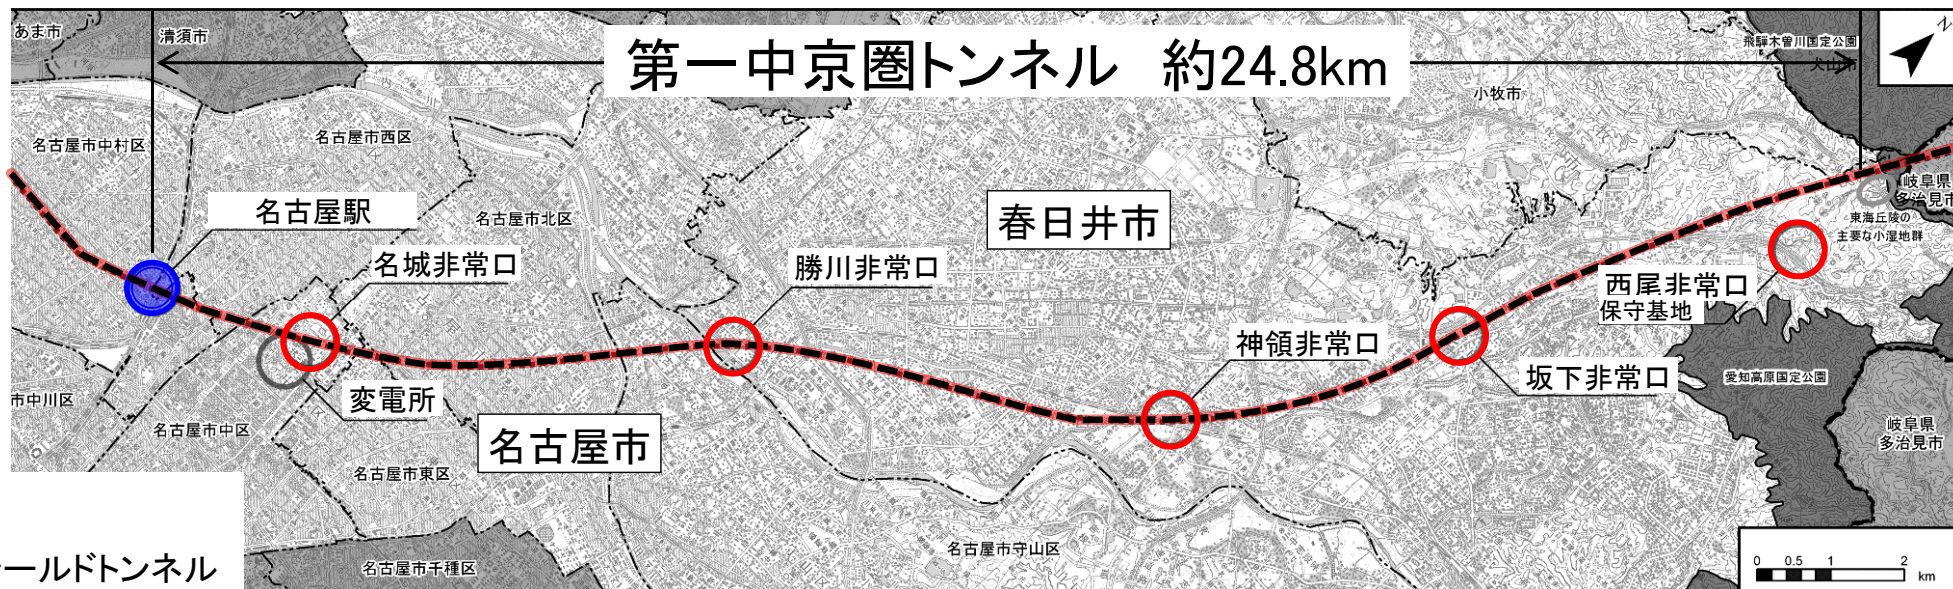 あま市
清須市
第一中京圏トンネル 約24.8km
飛騨木曽川国定公園
犬山市
N
小牧市
名古屋市中村区
名古屋市西区
名古屋駅
名古屋市北区
名城非常口
勝川非常口
春日井市
岐阜県
多治見市
東海丘陵の
主要な小湿地群
西尾非常口
保守基地
神領非常口
坂下非常口
変電所
愛知高原国定公園
市中川区
名古屋市中区
名古屋市
名古屋市東区
岐阜県
多治見市
名古屋市守山区
名古屋市千種区
ールドトンネル
0 0.5 1 2
km